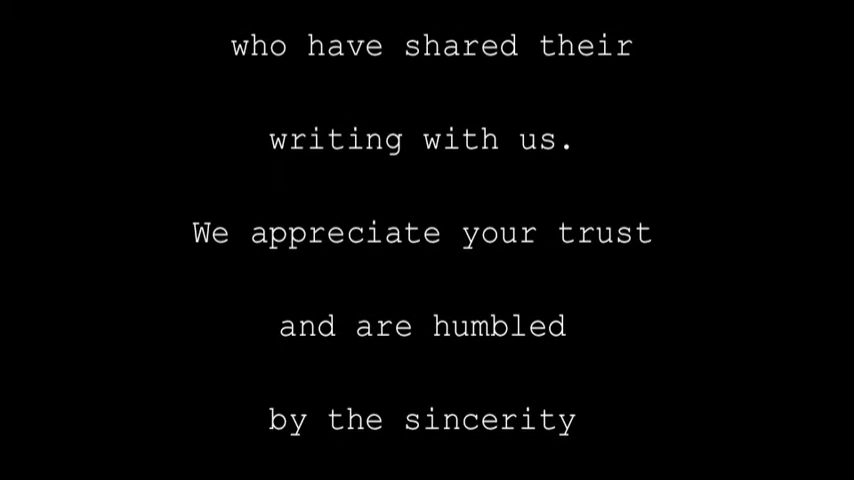 who have shared their
writing with us.
We appreciate your trust
and are humbled
by the sincerity